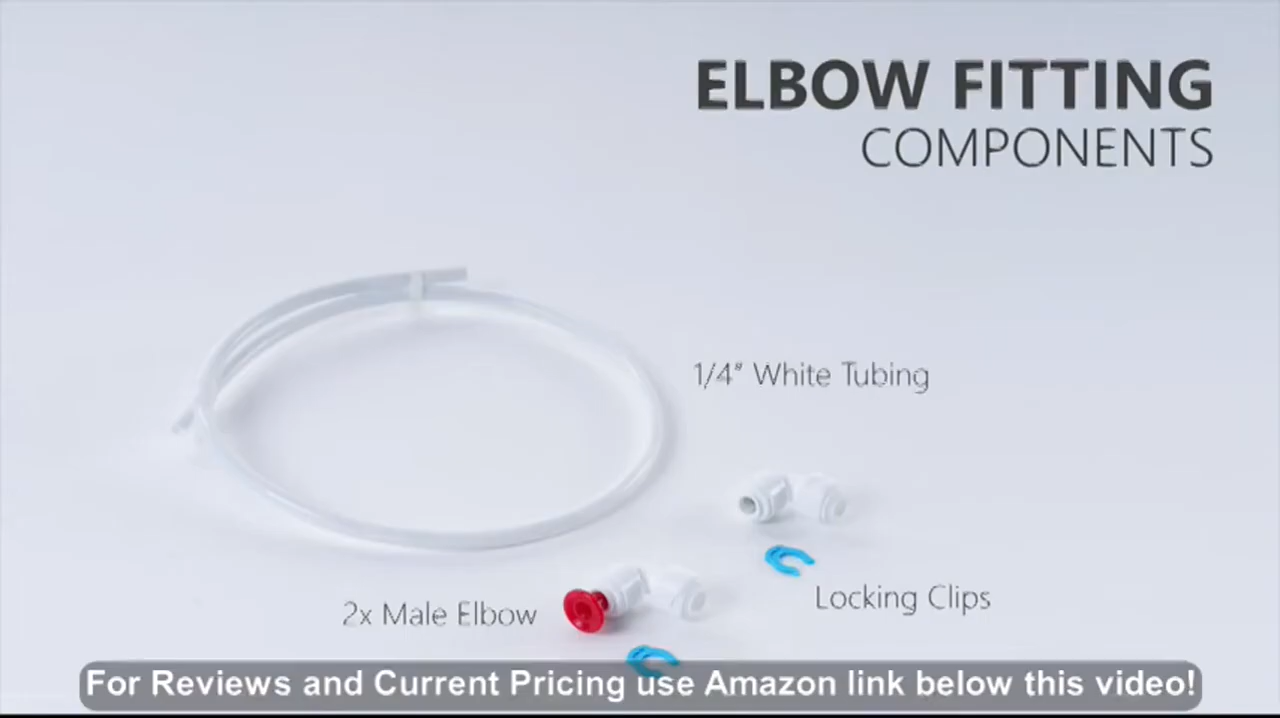 ELBOW FITTING
COMPONENTS
1/4" White Tubing
Locking Clips
2x Male Elbow
For Reviews and Current Pricing use Amazon link below this video!